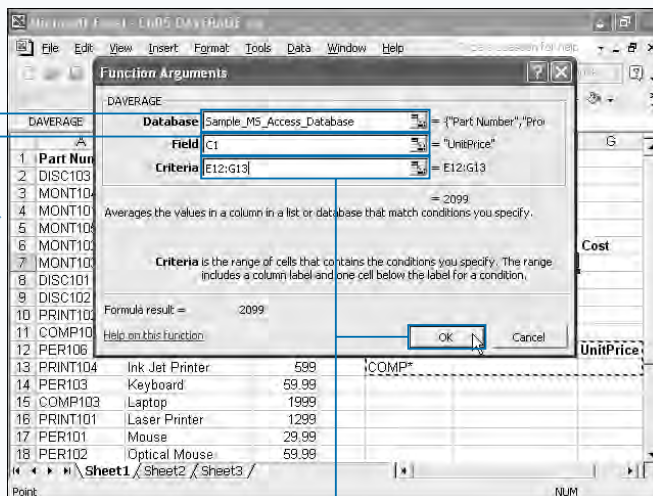 Microsoft Excel - Ch05 DAVERAGE
File Edit View Insert Format Tools Data Window Help
Function Arguments
DAVERAGE
Database Sample_MS_Access_Database = {"Part Number","Pro
Field C1 = "UnitPrice"
Criteria E12:G13 = E12:G13
= 2099
Averages the values in a column in a list or database that match conditions you specify.
Criteria is the range of cells that contains the conditions you specify. The range includes a column label and one cell below the label for a condition.
Formula result = 2099
Help on this function OK Cancel
DAVERAGE
A G
1 Part Num
2 DISC103
3 MONT104
4 MONT10
5 MONT105
6 MONT10 Cost
7 MONT10
8 DISC101
9 DISC102
10 PRINT10
11 COMP10
12 PER106 UnitPrice
13 PRINT104 Ink Jet Printer 599 COMP*
14 PER103 Keyboard 59.99
15 COMP103 Laptop 1999
16 PRINT101 Laser Printer 1299
17 PER101 Mouse 29.99
18 PER102 Optical Mouse 59.99
Sheet1 Sheet2 Sheet3
Point NUM